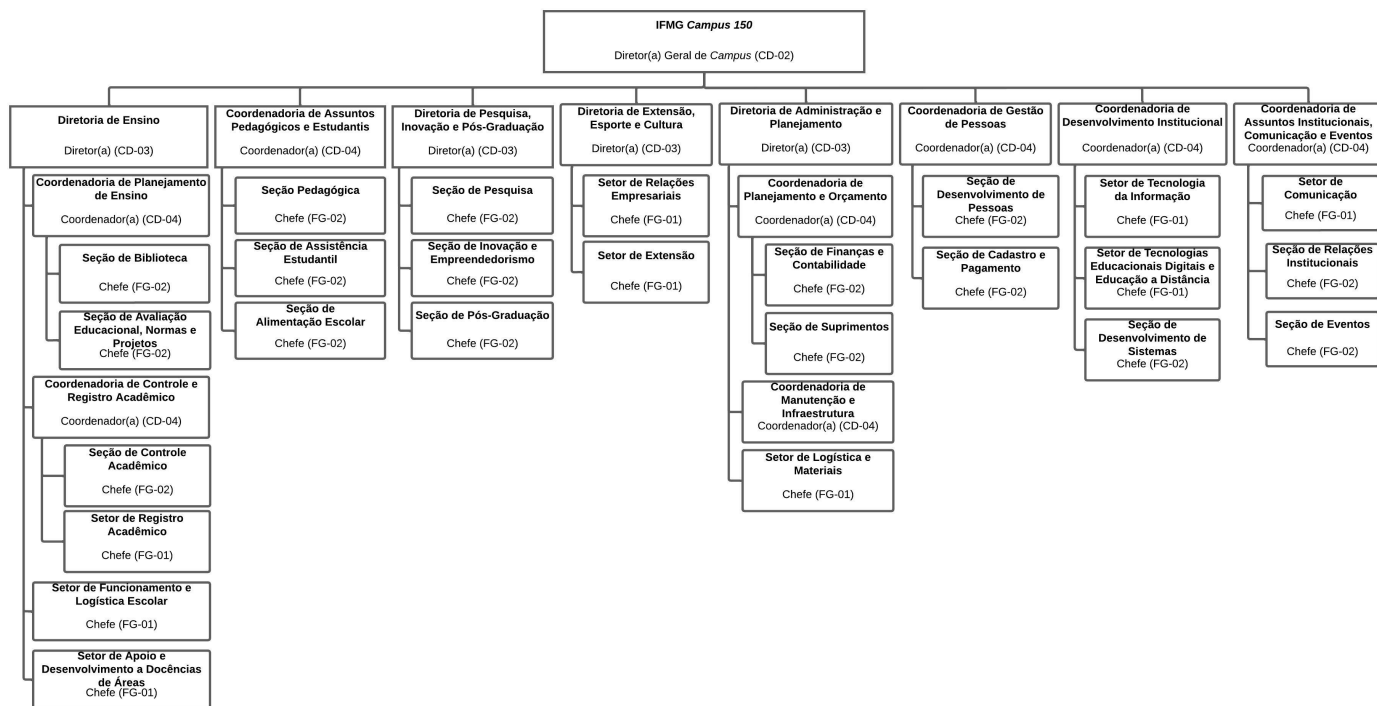 IFMG Campus 150
Diretor(a) Geral de Campus (CD-02)
Diretoria de Ensino
Diretor(a) (CD-03)
Coordenadoria de Planejamento
de Ensino
Coordenador(a) (CD-04)
Seção de Biblioteca
Chefe (FG-02)
Seção de Avaliação
Educacional, Normas e
Projetos
Chefe (FG-02)
Coordenadoria de Controle e
Registro Acadêmico
Coordenador(a) (CD-04)
Seção de Controle
Acadêmico
Chefe (FG-02)
Setor de Registro
Acadêmico
Chefe (FG-01)
Setor de Funcionamento e
Logística Escolar
Chefe (FG-01)
Setor de Apoio e
Desenvolvimento a Docências
de Áreas
Chefe (FG-01)
Coordenadoria de Assuntos
Pedagógicos e Estudantis
Coordenador(a) (CD-04)
Seção Pedagógica
Chefe (FG-02)
Seção de Assistência
Estudantil
Chefe (FG-02)
Seção de
Alimentação Escolar
Chefe (FG-02)
Diretoria de Pesquisa,
Inovação e Pós-Graduação
Diretor(a) (CD-03)
Seção de Pesquisa
Chefe (FG-02)
Seção de Inovação e
Empreendedorismo
Chefe (FG-02)
Seção de Pós-Graduação
Chefe (FG-02)
Diretoria de Extensão,
Esporte e Cultura
Diretor(a) (CD-03)
Setor de Relações
Empresariais
Chefe (FG-01)
Setor de Extensão
Chefe (FG-01)
Diretoria de Administração e
Planejamento
Diretor(a) (CD-03)
Coordenadoria de
Planejamento e Orçamento
Coordenador(a) (CD-04)
Seção de Finanças e
Contabilidade
Chefe (FG-02)
Seção de Suprimentos
Chefe (FG-02)
Coordenadoria de
Manutenção e
Infraestrutura
Coordenador(a) (CD-04)
Setor de Logística e
Materiais
Chefe (FG-01)
Coordenadoria de Gestão
de Pessoas
Coordenador(a) (CD-04)
Seção de
Desenvolvimento de
Pessoas
Chefe (FG-02)
Seção de Cadastro e
Pagamento
Chefe (FG-02)
Coordenadoria de
Desenvolvimento Institucional
Coordenador(a) (CD-04)
Setor de Tecnologia
da Informação
Chefe (FG-01)
Setor de Tecnologias
Educacionais Digitais e
Educação a Distância
Chefe (FG-01)
Seção de
Desenvolvimento de
Sistemas
Chefe (FG-02)
Coordenadoria de
Assuntos Institucionais,
Comunicação e Eventos
Coordenador(a) (CD-04)
Setor de
Comunicação
Chefe (FG-01)
Seção de Relações
Institucionais
Chefe (FG-02)
Seção de Eventos
Chefe (FG-02)